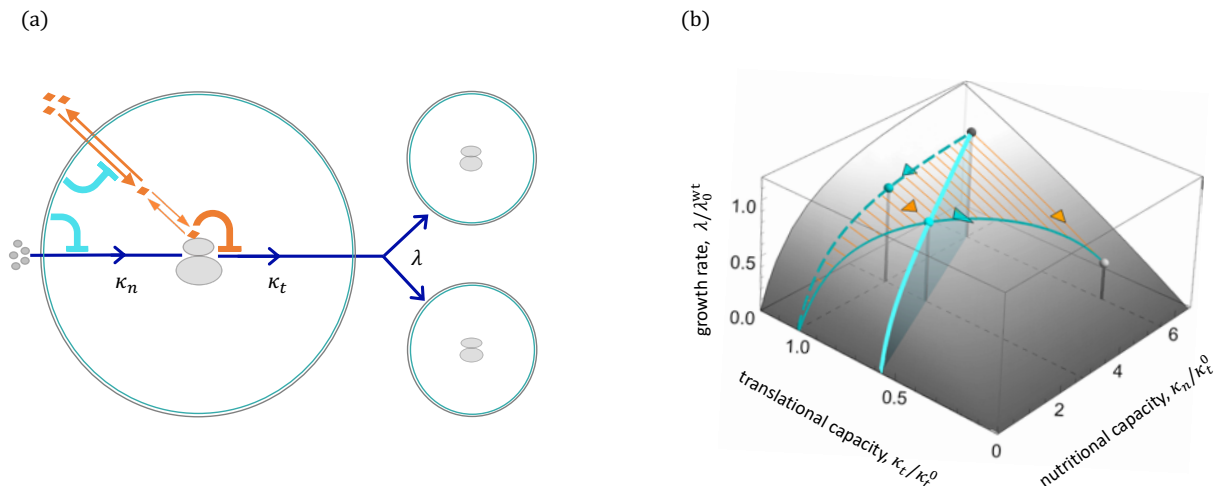 (a)
(b)
κₙ
κₜ
λ
growth rate, λ/λ₀ʷᵗ
1.0
0.5
0.0
1.0
0.5
0
translational capacity, κₜ/κₜ⁰
2
4
6
nutritional capacity, κₙ/κₜ⁰